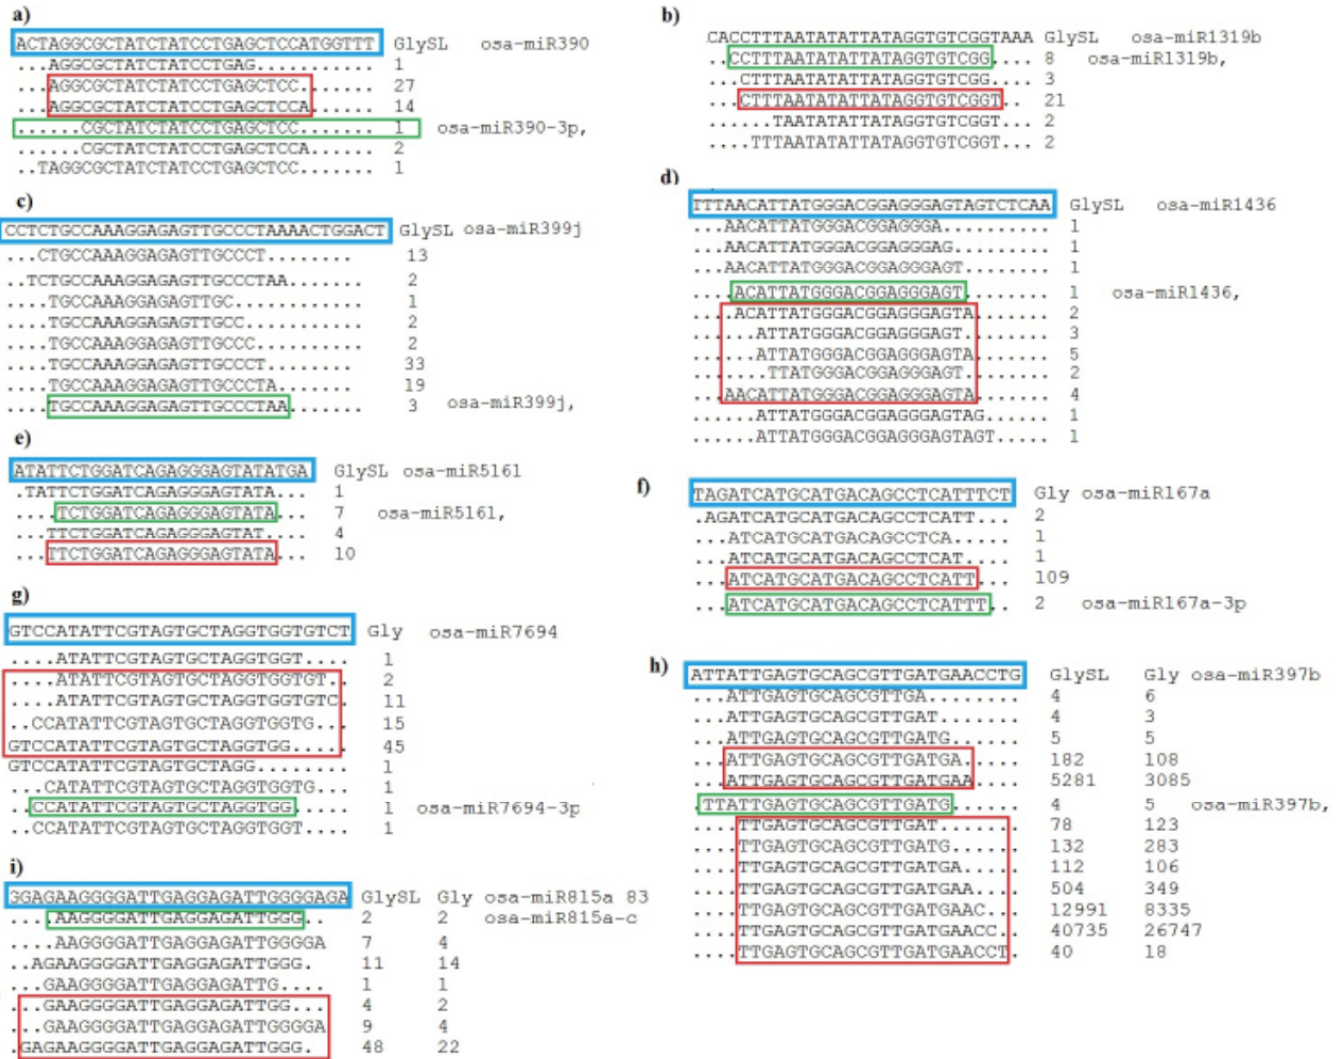 a)
ACTAGGCGCTATCTATCCTGAGCTCCATGGTTT GlySL osa-miR390
...AGGCGCTATCTATCCTGAG........... 1
...AGGCGCTATCTATCCTGAGCTCC....... 27
...AGGCGCTATCTATCCTGAGCTCCA...... 14
......CGCTATCTATCCTGAGCTCC....... 1 osa-miR390-3p,
......CGCTATCTATCCTGAGCTCCA...... 2
..TAGGCGCTATCTATCCTGAGCTCC....... 1
b)
CACCTTTAATATATTATAGGTGTCGGTAAA GlySL osa-miR1319b
..CCTTTAATATATTATAGGTGTCGG.... 8 osa-miR1319b,
...CTTTAATATATTATAGGTGTCGG.... 3
...CTTTAATATATTATAGGTGTCGGT... 21
......TAATATATTATAGGTGTCGGT... 2
....TTTAATATATTATAGGTGTCGGT... 2
c)
CCTCTGCCAAAGGAGAGTTGCCCTAAAACTGGACT GlySL osa-miR399j
...CTGCCAAAGGAGAGTTGCCCT........ 13
..TCTGCCAAAGGAGAGTTGCCCTAA...... 2
....TGCCAAAGGAGAGTTGC........... 1
....TGCCAAAGGAGAGTTGCC.......... 2
....TGCCAAAGGAGAGTTGCCC......... 2
....TGCCAAAGGAGAGTTGCCCT........ 33
....TGCCAAAGGAGAGTTGCCCTA....... 19
....TGCCAAAGGAGAGTTGCCCTAA...... 3 osa-miR399j,
d)
TTTAACATTATGGGACGGAGGGAGTAGTCTCAA GlySL osa-miR1436
...AACATTATGGGACGGAGGGA.......... 1
...AACATTATGGGACGGAGGGAG......... 1
...AACATTATGGGACGGAGGGAGT........ 1
....ACATTATGGGACGGAGGGAGT........ 1 osa-miR1436,
....ACATTATGGGACGGAGGGAGTA....... 2
......ATTATGGGACGGAGGGAGT........ 3
......ATTATGGGACGGAGGGAGTA....... 5
.......TTATGGGACGGAGGGAGT........ 2
...AACATTATGGGACGGAGGGAGTA....... 4
......ATTATGGGACGGAGGGAGTAG...... 1
......ATTATGGGACGGAGGGAGTAGT..... 1
e)
ATATTCTGGATCAGAGGGAGTATATGA GlySL osa-miR5161
.TATTCTGGATCAGAGGGAGTATA... 1
....TCTGGATCAGAGGGAGTATA... 7 osa-miR5161,
...TTCTGGATCAGAGGGAGTAT.... 4
...TTCTGGATCAGAGGGAGTATA... 10
f)
TAGATCATGCATGACAGCCTCATTTCT Gly osa-miR167a
.AGATCATGCATGACAGCCTCATT... 2
...ATCATGCATGACAGCCTCA..... 1
...ATCATGCATGACAGCCTCAT.... 1
...ATCATGCATGACAGCCTCATT... 109
...ATCATGCATGACAGCCTCATTT.. 2 osa-miR167a-3p
g)
GTCCATATTCGTAGTGCTAGGTGGTGTCT Gly osa-miR7694
....ATATTCGTAGTGCTAGGTGGT.... 1
....ATATTCGTAGTGCTAGGTGGTGT.. 2
....ATATTCGTAGTGCTAGGTGGTGTC. 11
..CCATATTCGTAGTGCTAGGTGGTG... 15
GTCCATATTCGTAGTGCTAGGTGG..... 45
GTCCATATTCGTAGTGCTAGG........ 1
...CATATTCGTAGTGCTAGGTGGTG... 1
..CCATATTCGTAGTGCTAGGTGG..... 1 osa-miR7694-3p
..CCATATTCGTAGTGCTAGGTGGT.... 1
h)
ATTATTGAGTGCAGCGTTGATGAACCTG GlySL Gly osa-miR397b
...ATTGAGTGCAGCGTTGA........ 4 6
...ATTGAGTGCAGCGTTGAT....... 4 3
...ATTGAGTGCAGCGTTGATG...... 5 5
...ATTGAGTGCAGCGTTGATGA..... 182 108
...ATTGAGTGCAGCGTTGATGAA.... 5281 3085
.TTATTGAGTGCAGCGTTGATG...... 4 5 osa-miR397b,
....TTGAGTGCAGCGTTGAT....... 78 123
....TTGAGTGCAGCGTTGATG...... 132 283
....TTGAGTGCAGCGTTGATGA..... 112 106
....TTGAGTGCAGCGTTGATGAA.... 504 349
....TTGAGTGCAGCGTTGATGAAC... 12991 8335
....TTGAGTGCAGCGTTGATGAACC.. 40735 26747
....TTGAGTGCAGCGTTGATGAACCT. 40 18
i)
GGAGAAGGGGATTGAGGAGATTGGGGAGA GlySL Gly osa-miR815a 83
....AAGGGGATTGAGGAGATTGGG.. 2 2 osa-miR815a-c
....AAGGGGATTGAGGAGATTGGGGA 7 4
..AGAAGGGGATTGAGGAGATTGGG. 11 14
...GAAGGGGATTGAGGAGATTG.... 1 1
...GAAGGGGATTGAGGAGATTGG... 4 2
...GAAGGGGATTGAGGAGATTGGGGA 9 4
.GAGAAGGGGATTGAGGAGATTGGG. 48 22